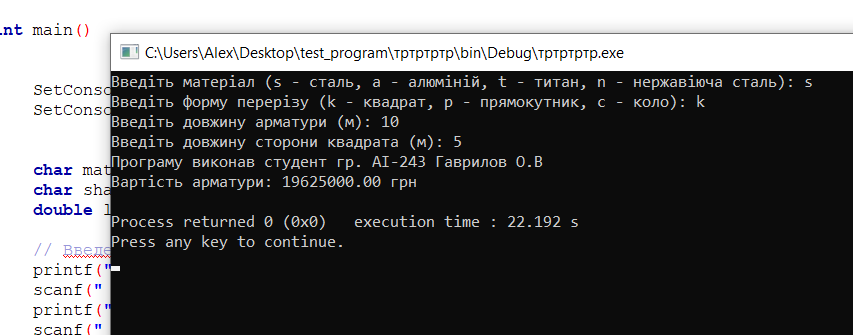 int main()
C:\Users\Alex\Desktop\test_program\тртртртр\bin\Debug\тртртртр.exe
Введіть матеріал (s - сталь, a - алюміній, t - титан, n - нержавіюча сталь): s
SetConso
Введіть форму перерізу (k - квадрат, p - прямокутник, c - коло): k
SetConso
Введіть довжину арматури (м): 10
Введіть довжину сторони квадрата (м): 5
Програму виконав студент гр. АІ-243 Гаврилов О.В
char mat
Вартість арматури: 19625000.00 грн
char sha
double l
Process returned 0 (0x0)   execution time : 22.192 s
Press any key to continue.
// Введе
printf("
scanf("
printf("
scanf("